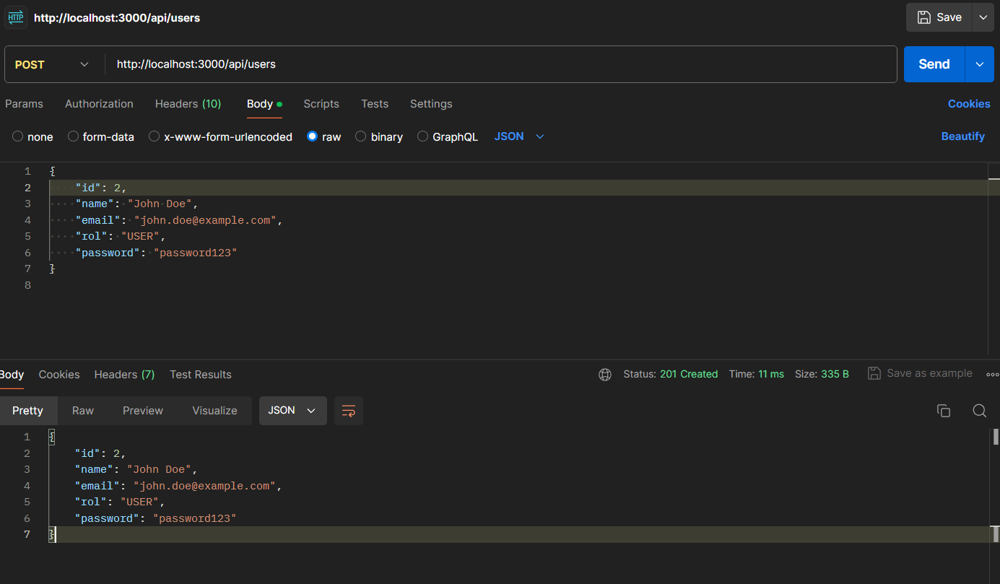 HTTP http://localhost:3000/api/users Save
POST http://localhost:3000/api/users Send
Params Authorization Headers (10) Body Scripts Tests Settings Cookies
none form-data x-www-form-urlencoded raw binary GraphQL JSON Beautify
1 {
2 "id": 2,
3 "name": "John Doe",
4 "email": "john.doe@example.com",
5 "rol": "USER",
6 "password": "password123"
7 }
8
Body Cookies Headers (7) Test Results Status: 201 Created Time: 11 ms Size: 335 B Save as example
Pretty Raw Preview Visualize JSON
1 {
2 "id": 2,
3 "name": "John Doe",
4 "email": "john.doe@example.com",
5 "rol": "USER",
6 "password": "password123"
7 }